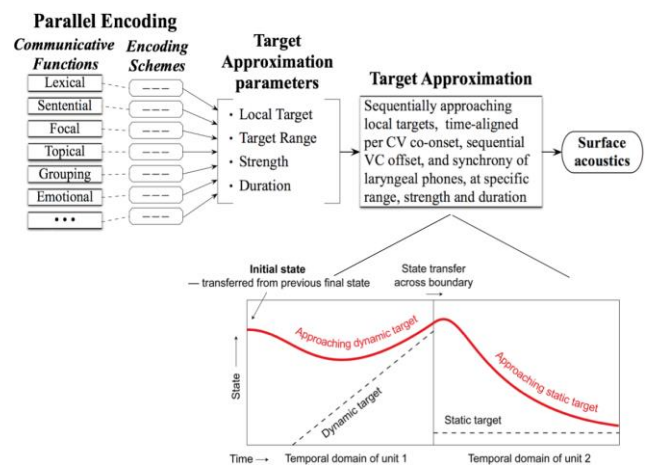 Parallel Encoding
Communicative
Functions
Encoding
Schemes
Lexical
Sentential
Focal
Topical
Grouping
Emotional
•••
Target
Approximation
parameters
• Local Target
• Target Range
• Strength
• Duration
Target Approximation
Sequentially approaching
local targets, time-aligned
per CV co-onset, sequential
VC offset, and synchrony of
laryngeal phones, at specific
range, strength and duration
Surface
acoustics
Initial state
— transferred from previous final state
State transfer
across boundary
Approaching dynamic target
Dynamic target
Approaching static target
Static target
State
Time
Temporal domain of unit 1
Temporal domain of unit 2